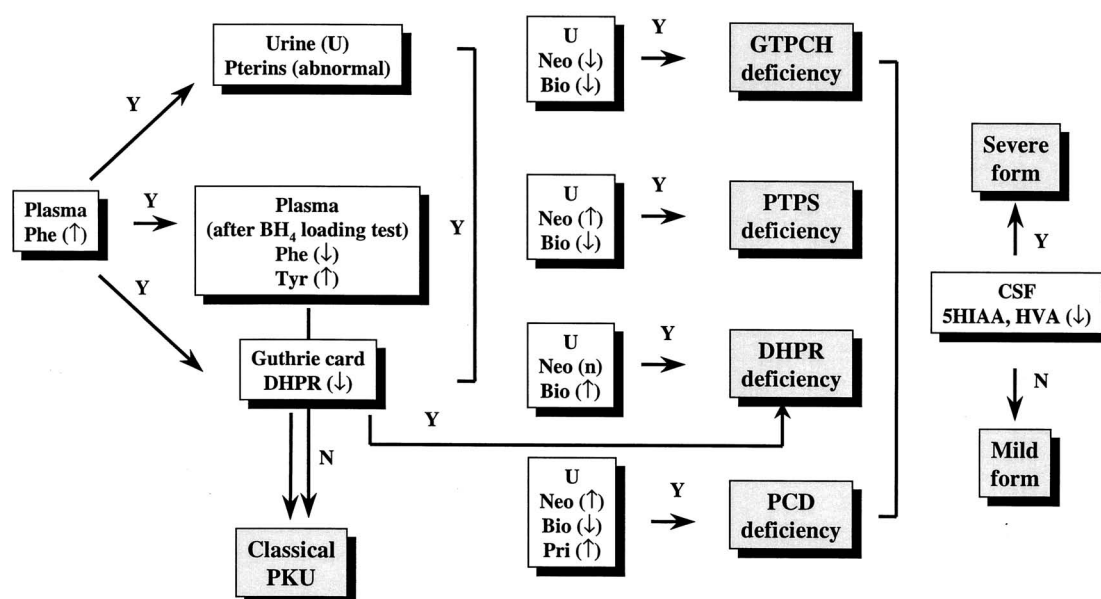 Plasma
Phe (↑)
Y
Y
Y
Urine (U)
Pterins (abnormal)
Plasma
(after BH₄ loading test)
Phe (↓)
Tyr (↑)
Guthrie card
DHPR (↓)
N
Classical
PKU
Y
Y
U
Neo (↓)
Bio (↓)
Y
GTPCH
deficiency
U
Neo (↑)
Bio (↓)
Y
PTPS
deficiency
U
Neo (n)
Bio (↑)
Y
DHPR
deficiency
U
Neo (↑)
Bio (↓)
Pri (↑)
Y
PCD
deficiency
Severe
form
Y
CSF
5HIAA, HVA (↓)
N
Mild
form